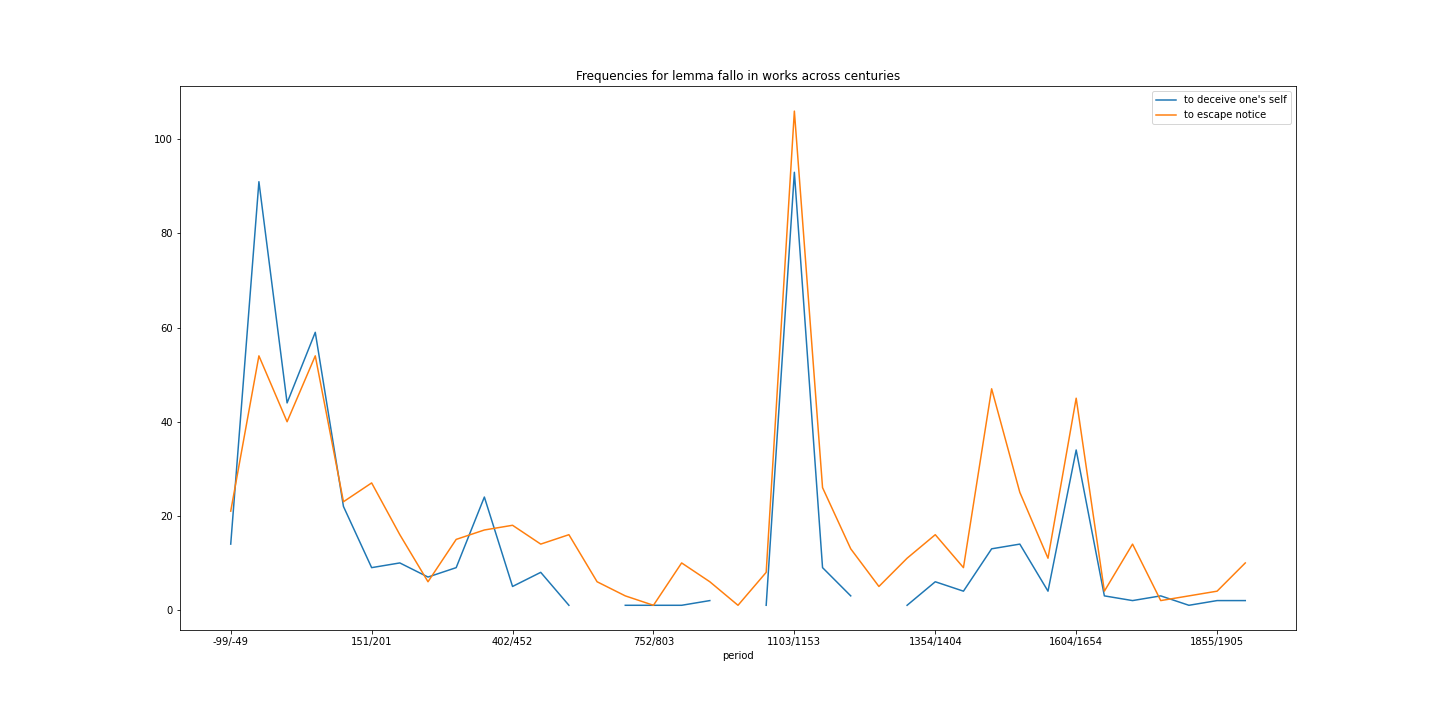 Frequencies for lemma fallo in works across centuries
to deceive one's self
to escape notice
100
80
60
40
20
0
-99/-49 151/201 402/452 752/803 1103/1153 1354/1404 1604/1654 1855/1905
period